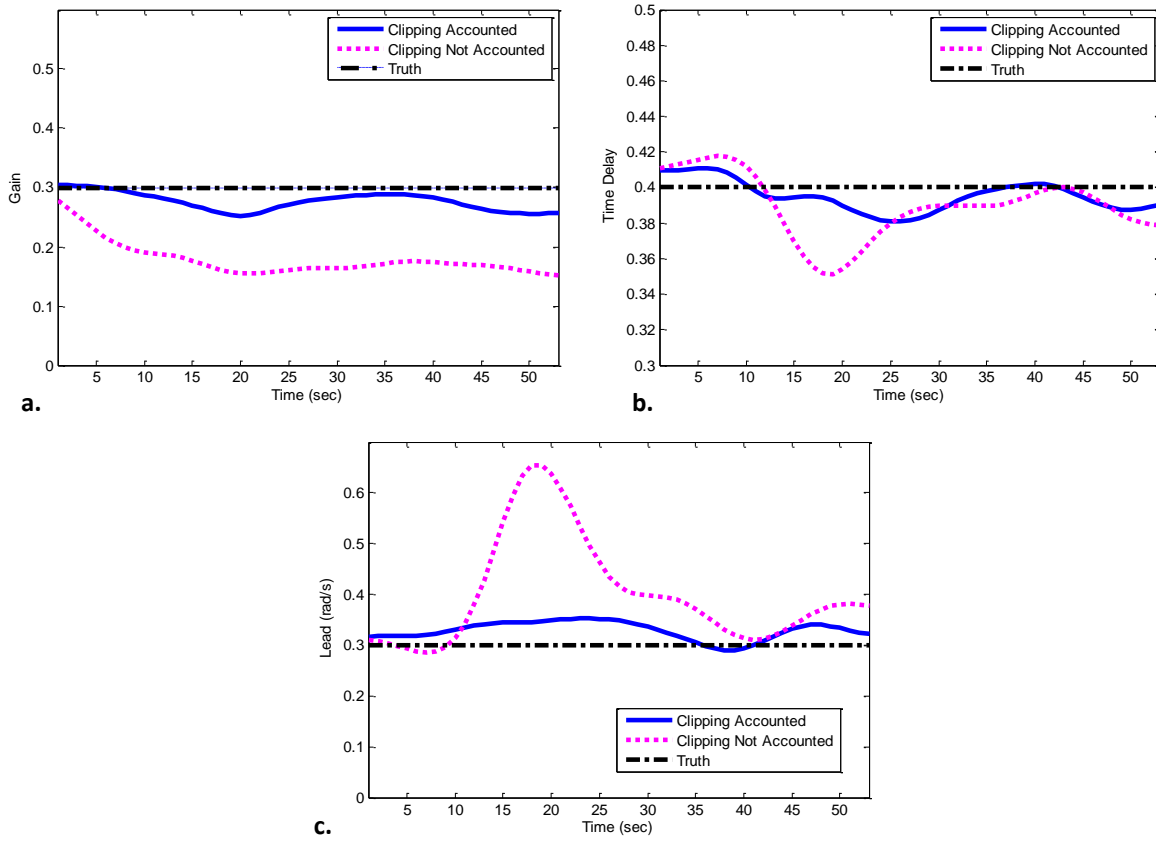 Clipping Accounted
Clipping Not Accounted
Truth
0.5
0.4
0.3
0.2
0.1
0
Gain
5 10 15 20 25 30 35 40 45 50
Time (sec)
a.
Clipping Accounted
Clipping Not Accounted
Truth
0.5
0.48
0.46
0.44
0.42
0.4
0.38
0.36
0.34
0.32
0.3
Time Delay
5 10 15 20 25 30 35 40 45 50
Time (sec)
b.
0.6
0.5
0.4
0.3
0.2
0.1
0
Lead (rad/s)
Clipping Accounted
Clipping Not Accounted
Truth
5 10 15 20 25 30 35 40 45 50
Time (sec)
c.